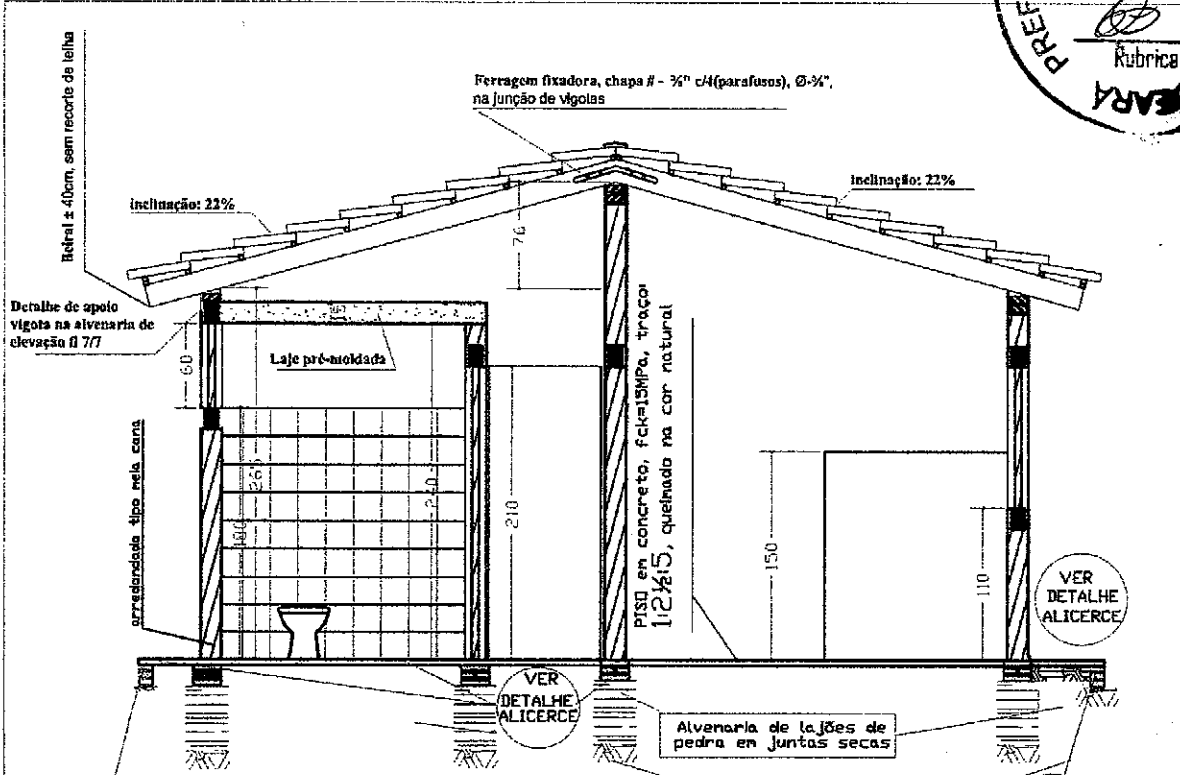 PREF
Rubrica
EARÁ
Beiral ± 40cm, sem recorte de telha
Ferragem fixadora, chapa # - ⅜" c/4(parafusos), Ø-⅜",
na junção de vigotas
inclinação: 22%
inclinação: 22%
76
Detalhe de apoio
vigota na alvenaria de
elevação fl 7/7
Laje pré-moldada
60
arredondado tipo meia cana
180
265
240
210
PISO em concreto, fck=15MPa, traço:
1:2½:5, queimado na cor natural
150
110
VER
DETALHE
ALICERCE
VER
DETALHE
ALICERCE
Alvenaria de lajões de
pedra em juntas secas